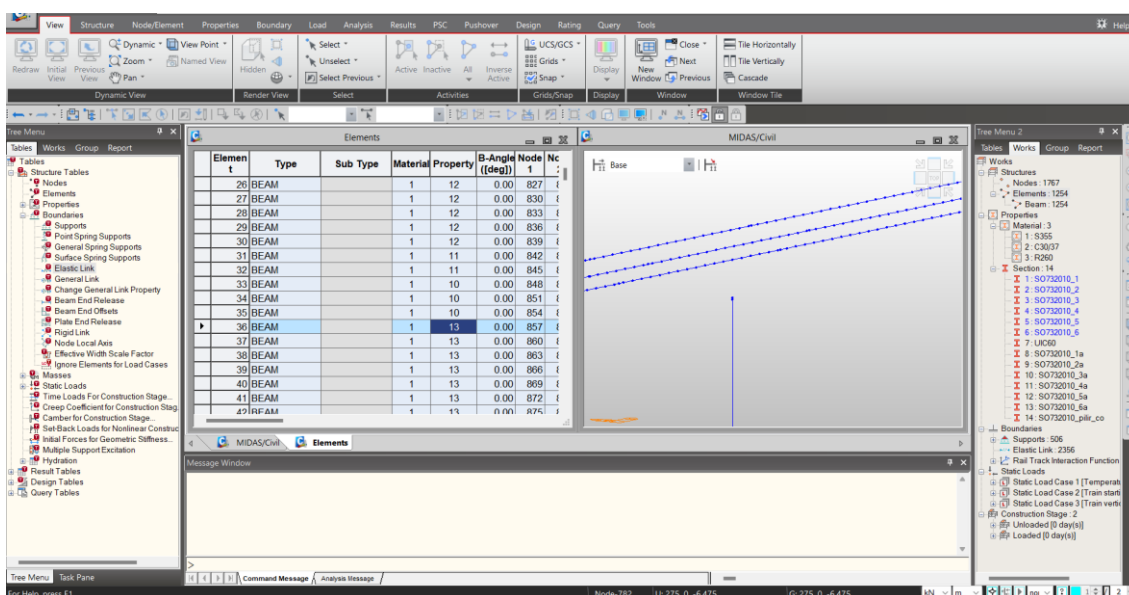 View Structure Node/Element Properties Boundary Load Analysis Results PSC Pushover Design Rating Query Tools Help
Redraw
Initial View
Previous View
Dynamic
Zoom
Pan
View Point
Named View
Dynamic View
Hidden
Render View
Select
Unselect
Select Previous
Select
Active
Inactive
All
Inverse Active
Activities
UCS/GCS
Grids
Snap
Grids/Snap
Display
Display
New Window
Close
Next
Previous
Window
Tile Horizontally
Tile Vertically
Cascade
Window Tile
Tree Menu
Tables Works Group Report
Tables
Structure Tables
Nodes
Elements
Properties
Boundaries
Supports
Point Spring Supports
General Spring Supports
Surface Spring Supports
Elastic Link
General Link
Change General Link Property
Beam End Release
Beam End Offsets
Plate End Release
Rigid Link
Node Local Axis
Effective Width Scale Factor
Ignore Elements for Load Cases
Masses
Static Loads
Time Loads For Construction Stage...
Creep Coefficient for Construction Stag
Camber for Construction Stage...
Set-Back Loads for Nonlinear Construc
Initial Forces for Geometric Stiffness...
Multiple Support Excitation
Hydration
Result Tables
Design Tables
Query Tables
Tree Menu Task Pane
Elements
Element Type Sub Type Material Property B-Angle ([deg]) Node 1
26 BEAM 1 12 0.00 827
27 BEAM 1 12 0.00 830
28 BEAM 1 12 0.00 833
29 BEAM 1 12 0.00 836
30 BEAM 1 12 0.00 839
31 BEAM 1 11 0.00 842
32 BEAM 1 11 0.00 845
33 BEAM 1 10 0.00 848
34 BEAM 1 10 0.00 851
35 BEAM 1 10 0.00 854
36 BEAM 1 13 0.00 857
37 BEAM 1 13 0.00 860
38 BEAM 1 13 0.00 863
39 BEAM 1 13 0.00 866
40 BEAM 1 13 0.00 869
41 BEAM 1 13 0.00 872
42 BEAM 1 13 0.00 875
MIDAS/Civil
Base
MIDAS/Civil Elements
Message Window
>
Command Message Analysis Message
Tree Menu 2
Tables Works Group Report
Works
Structures
Nodes : 1767
Elements : 1254
Beam : 1254
Properties
Material : 3
1 : S355
2 : C30/37
3 : R260
Section : 14
1 : SO732010_1
2 : SO732010_2
3 : SO732010_3
4 : SO732010_4
5 : SO732010_5
6 : SO732010_6
7 : UIC60
8 : SO732010_1a
9 : SO732010_2a
10 : SO732010_3a
11 : SO732010_4a
12 : SO732010_5a
13 : SO732010_6a
14 : SO732010_pilir_co
Boundaries
Supports : 506
Elastic Link : 2356
Rail Track Interaction Function
Static Loads
Static Load Case 1 [Temperat
Static Load Case 2 [Train starti
Static Load Case 3 [Train verti
Construction Stage : 2
Unloaded [0 day(s)]
Loaded [0 day(s)]
For Help, press F1 Node-782 U: 275, 0, -6.475 G: 275, 0, -6.475 kN m